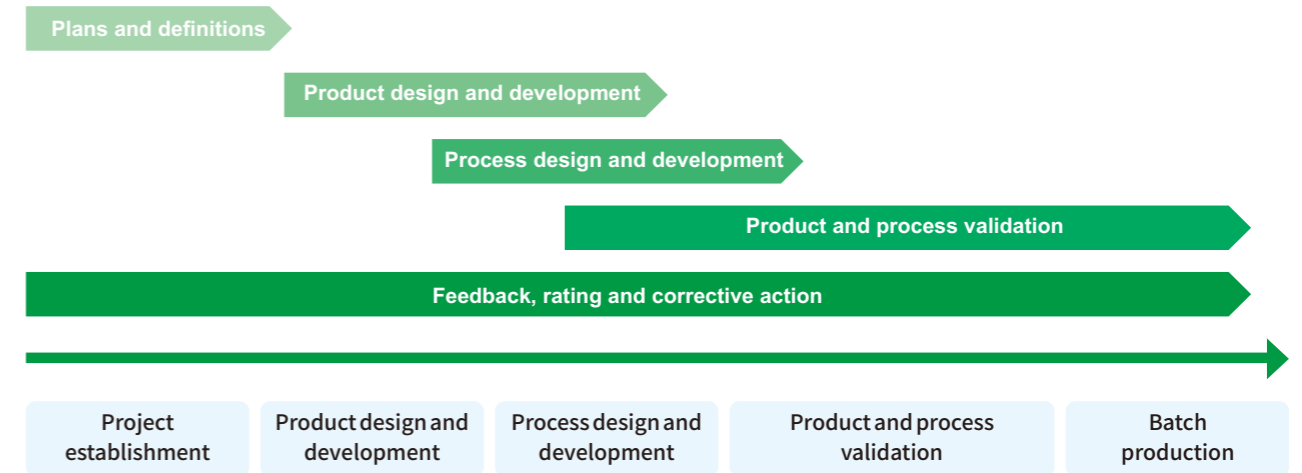 Plans and definitions
Product design and development
Process design and development
Product and process validation
Feedback, rating and corrective action
Project
establishment
Product design and
development
Process design and
development
Product and process
validation
Batch
production